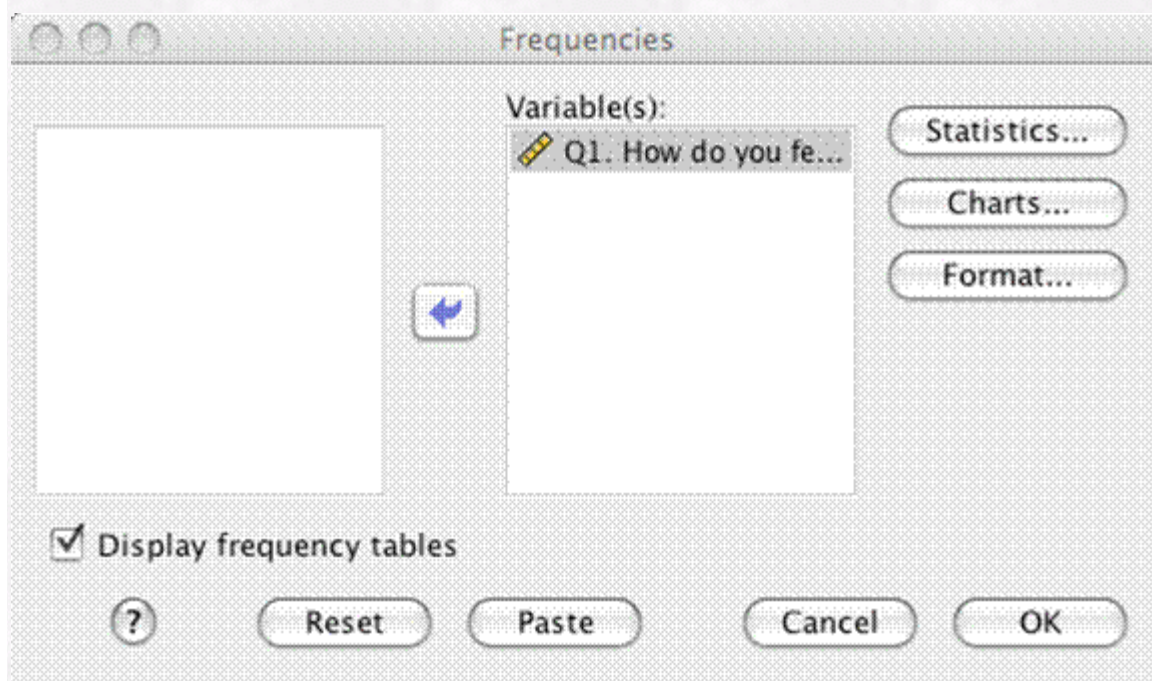 Frequencies
Variable(s):
Q1. How do you fe...
Statistics...
Charts...
Format...
Display frequency tables
?
Reset
Paste
Cancel
OK